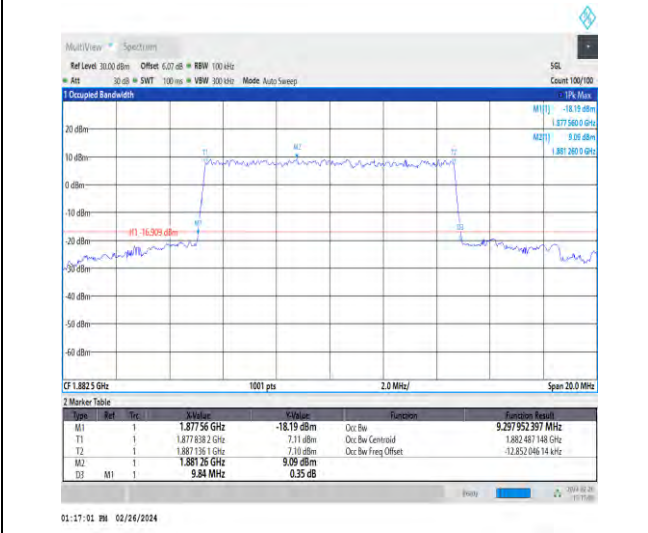 MultiView Spectrum
Ref Level 30.00 dBm Offset 6.07 dB RBW 100 kHz SGL
Att 30 dB SWT 100 ms VBW 300 kHz Mode Auto Sweep Count 100/100
1 Occupied Bandwidth 1Pk Max
M1[1] -18.19 dBm
1.877 560 0 GHz
M2[1] 9.09 dBm
1.881 260 0 GHz
20 dBm
T1 M2 T2
10 dBm
0 dBm
-10 dBm
M1 D3
H1 -16.909 dBm
-20 dBm
-30 dBm
-40 dBm
-50 dBm
-60 dBm
CF 1.882 5 GHz 1001 pts 2.0 MHz/ Span 20.0 MHz
2 Marker Table
Type Ref Trc X-Value Y-Value Function Function Result
M1 1 1.877 56 GHz -18.19 dBm Occ Bw 9.297 952 397 MHz
T1 1 1.877 838 2 GHz 7.11 dBm Occ Bw Centroid 1.882 487 148 GHz
T2 1 1.887 136 1 GHz 7.10 dBm Occ Bw Freq Offset -12.852 046 14 kHz
M2 1 1.881 26 GHz 9.09 dBm
D3 M1 1 9.84 MHz 0.35 dB
Ready
01:17:01 PM 02/26/2024